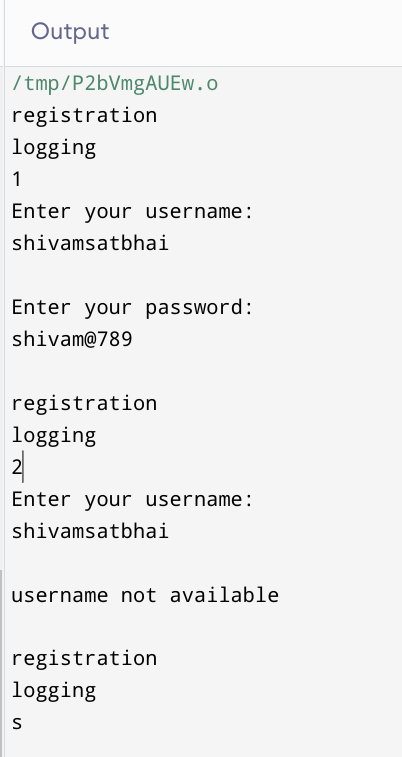 Output
/tmp/P2bVmgAUEw.o
registration
logging
1
Enter your username:
shivamsatbhai
Enter your password:
shivam@789
registration
logging
2
Enter your username:
shivamsatbhai
username not available
registration
logging
s